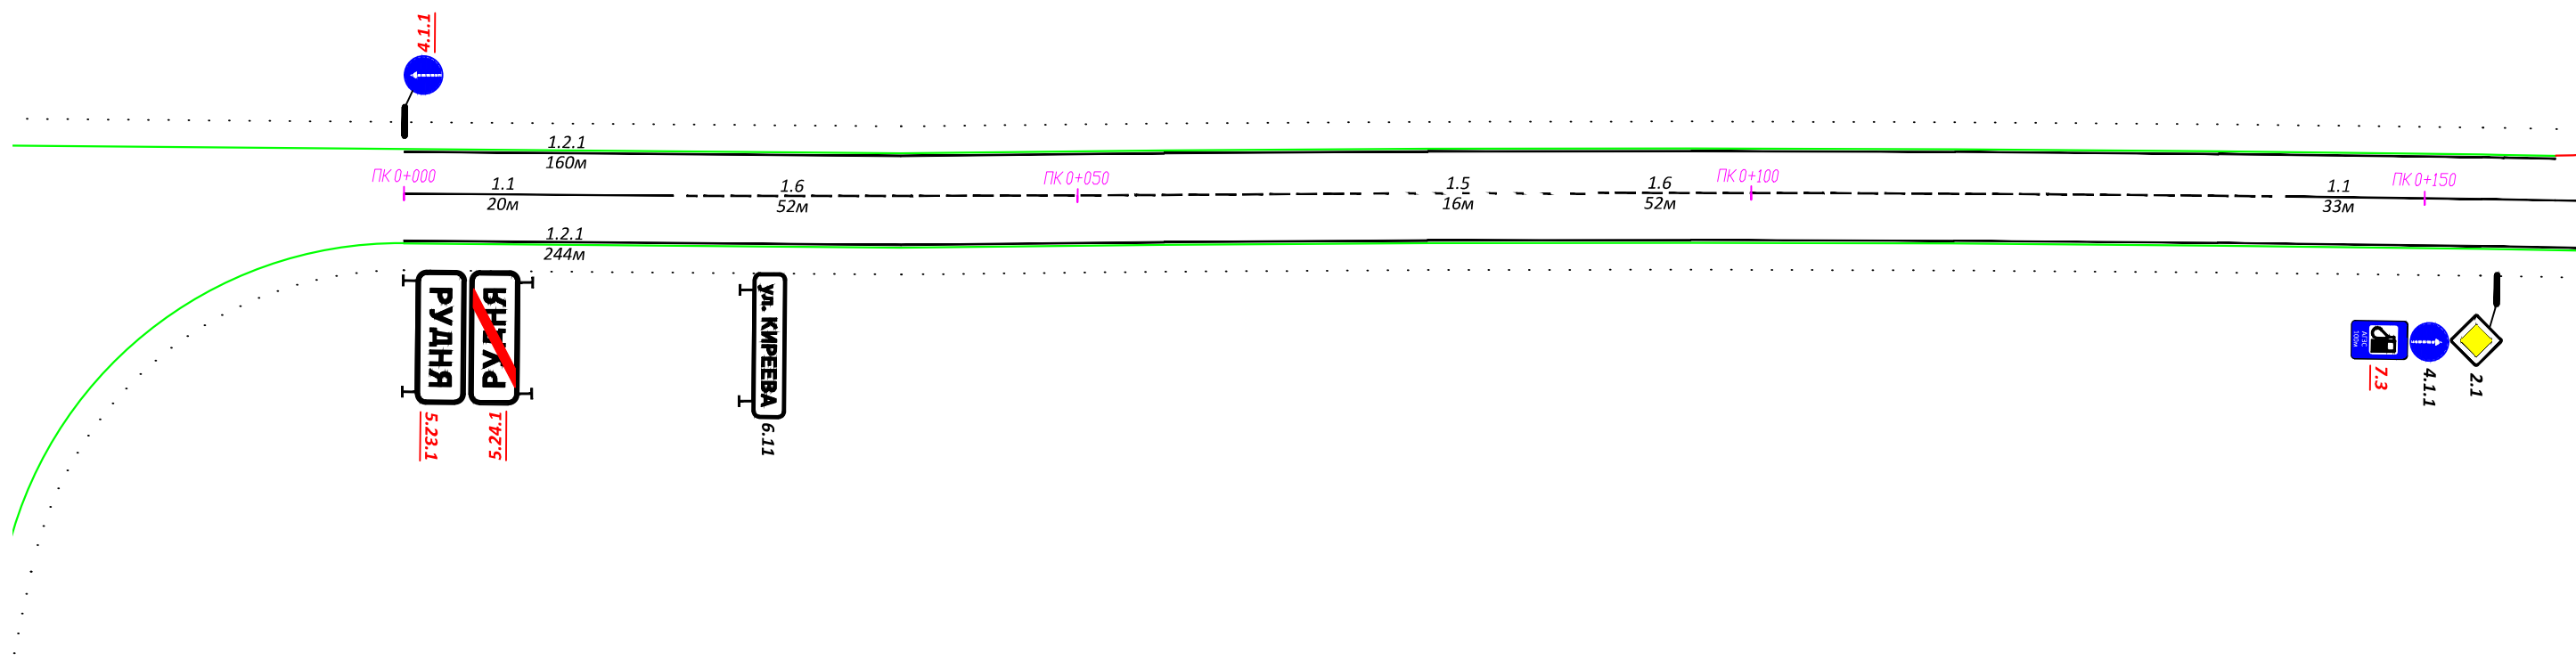 4.1.1
1.2.1
160м
ПК 0+000
ПК 0+050
ПК 0+100
ПК 0+150
1.1
20м
1.6
52м
1.5
16м
1.6
52м
1.1
33м
1.2.1
244м
РУДНЯ
РУДНЯ
ул. КИРЕЕВА
АГЗС
100м
5.23.1
5.24.1
6.11
7.3
4.1.1
2.1